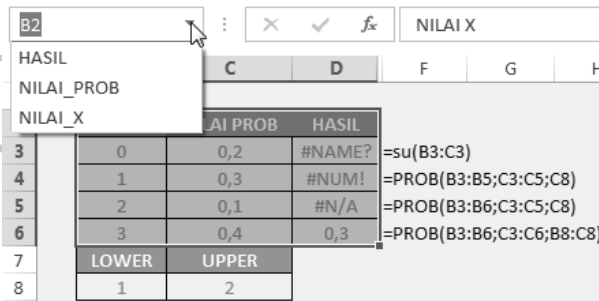 B2
NILAI X
HASIL
NILAI_PROB
NILAI_X
C D F G H
LAI PROB HASIL
3 0 0,2 #NAME? =su(B3:C3)
4 1 0,3 #NUM! =PROB(B3:B5;C3:C5;C8)
5 2 0,1 #N/A =PROB(B3:B6;C3:C5;C8)
6 3 0,4 0,3 =PROB(B3:B6;C3:C6;B8:C8)
7 LOWER UPPER
8 1 2